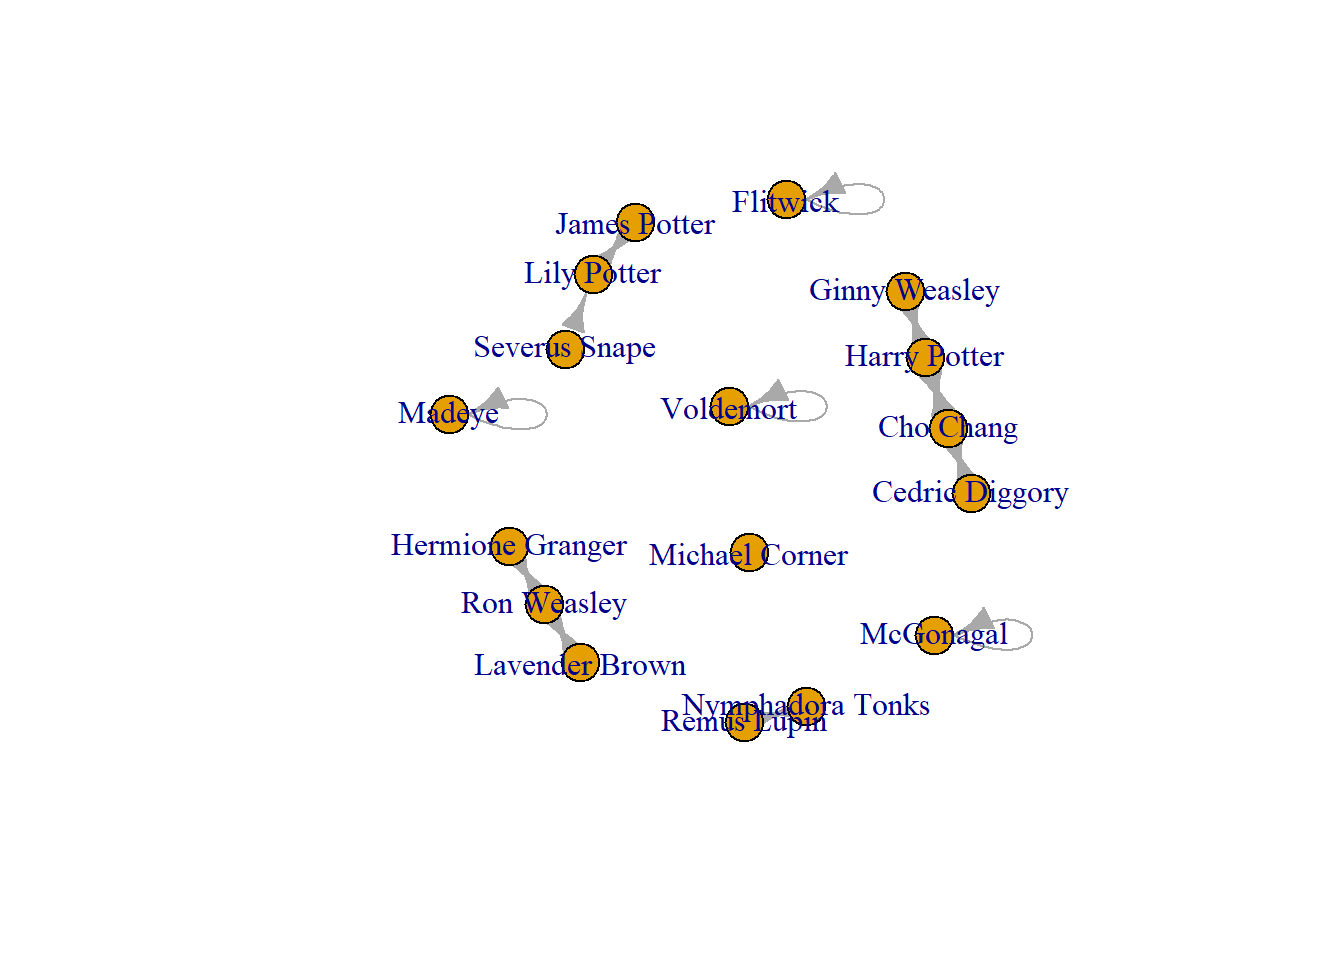 Flitwick
James Potter
Lily Potter
Ginny Weasley
Severus Snape
Harry Potter
Madeye
Voldemort
Cho Chang
Cedric Diggory
Hermione Granger
Michael Corner
Ron Weasley
McGonagal
Lavender Brown
Nymphadora Tonks
Remus Lupin